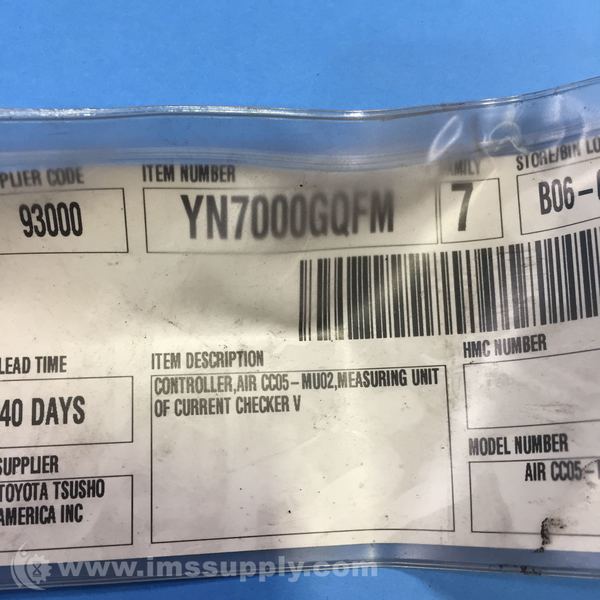 PLIER CODE
ITEM NUMBER
STORE/BIN LO
93000
YN7000GQFM
7
B06-
LEAD TIME
ITEM DESCRIPTION
HMC NUMBER
40 DAYS
CONTROLLER,AIR CC05-MU02,MEASURING UNIT
OF CURRENT CHECKER V
SUPPLIER
MODEL NUMBER
TOYOTA TSUSHO
AMERICA INC
AIR CC05-
www.imssupply.com